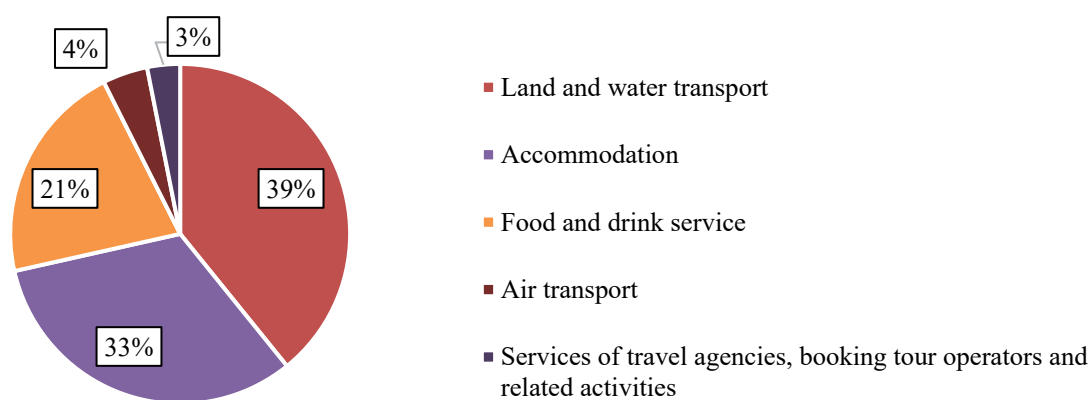 3%
4%
39%
21%
33%
Land and water transport
Accommodation
Food and drink service
Air transport
Services of travel agencies, booking tour operators and
related activities